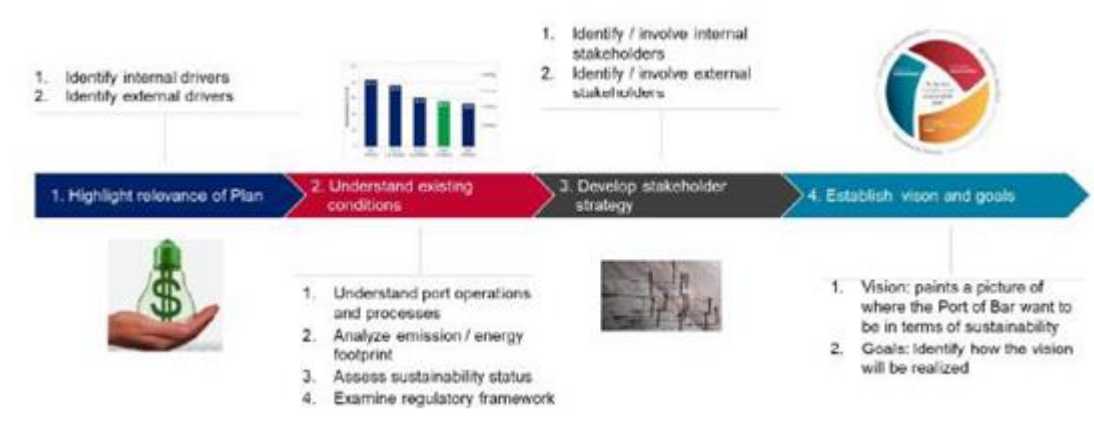 1. Identify internal drivers
2. Identify external drivers
1. Identify / involve internal
stakeholders
2. Identify / involve external
stakeholders
1. Highlight relevance of Plan
2. Understand existing
conditions
3. Develop stakeholder
strategy
4. Establish vison and goals
$
1. Understand port operations
and processes
2. Analyze emission / energy
footprint
3. Assess sustainability status
4. Examine regulatory framework
1. Vision: paints a picture of
where the Port of Bar want to
be in terms of sustainability
2. Goals: Identify how the vision
will be realized